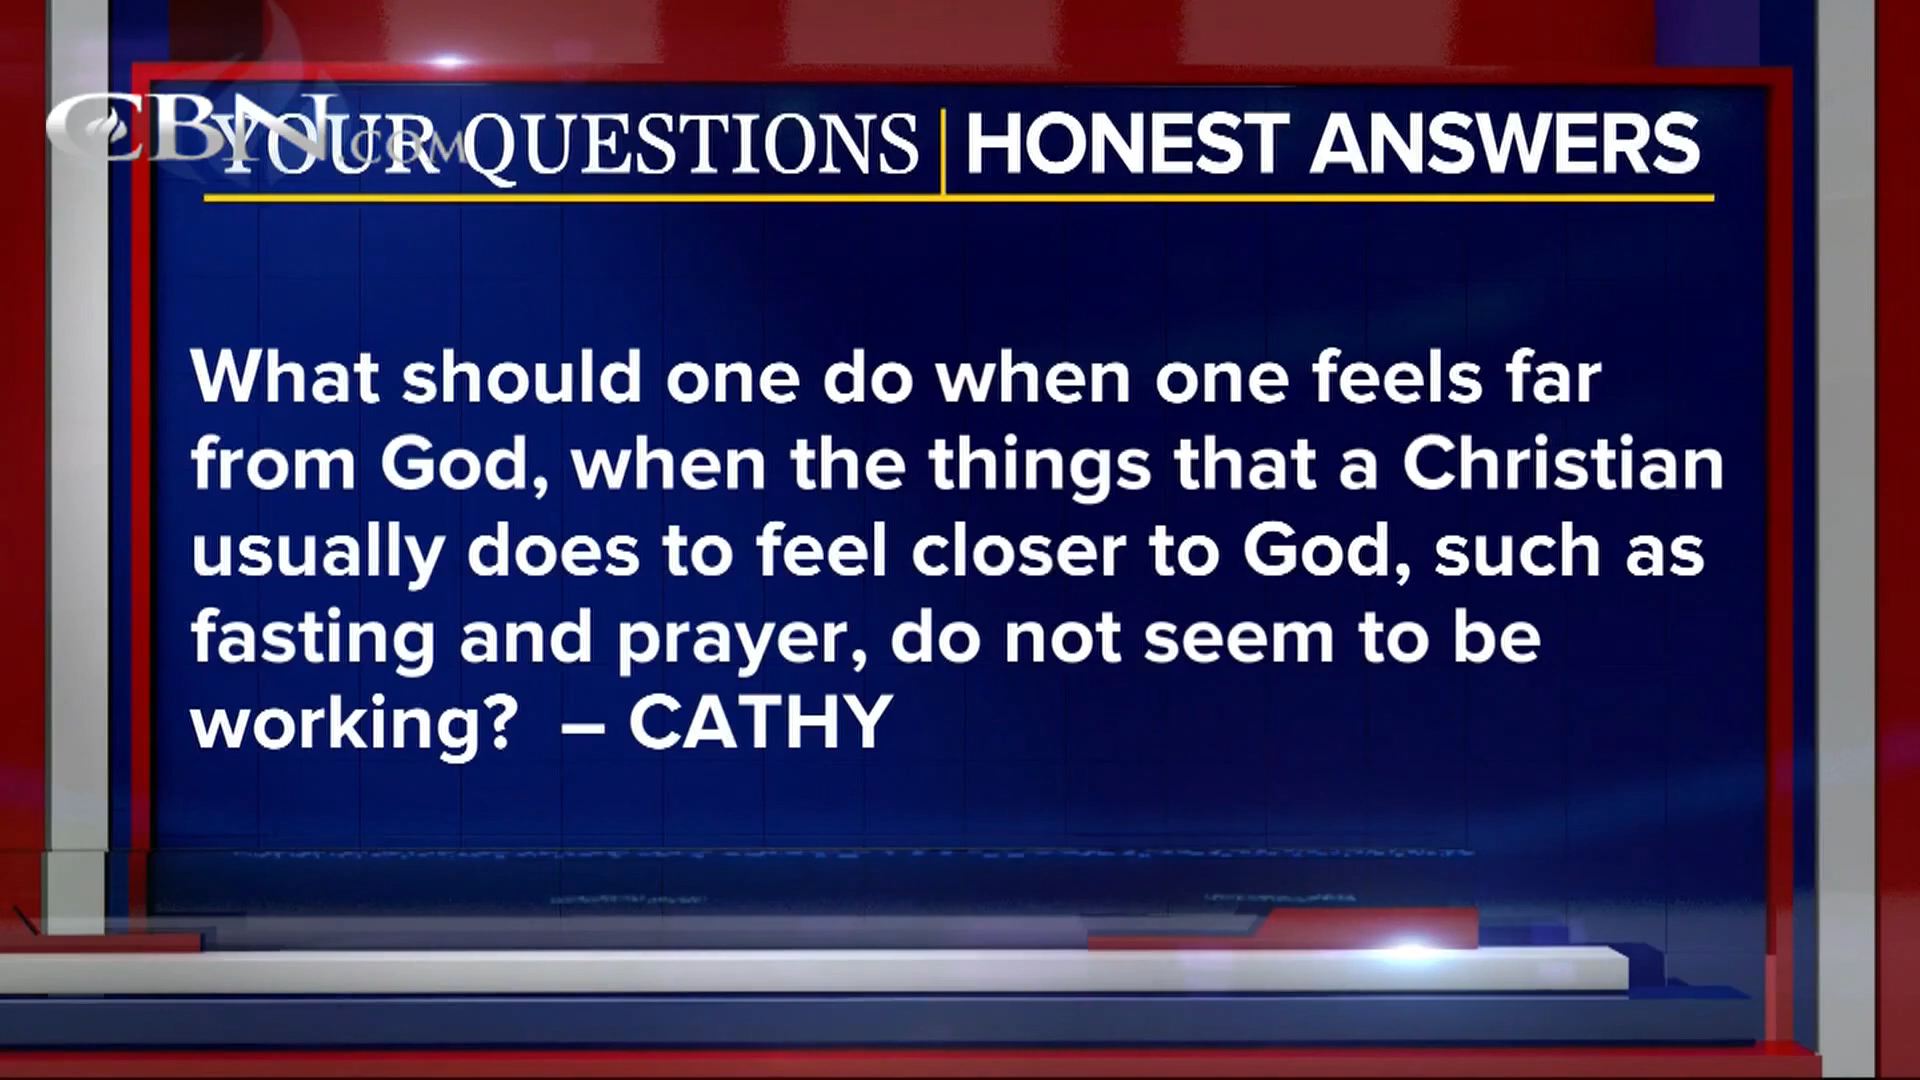 CBN.COM
YOUR QUESTIONS | HONEST ANSWERS
What should one do when one feels far
from God, when the things that a Christian
usually does to feel closer to God, such as
fasting and prayer, do not seem to be
working? – CATHY